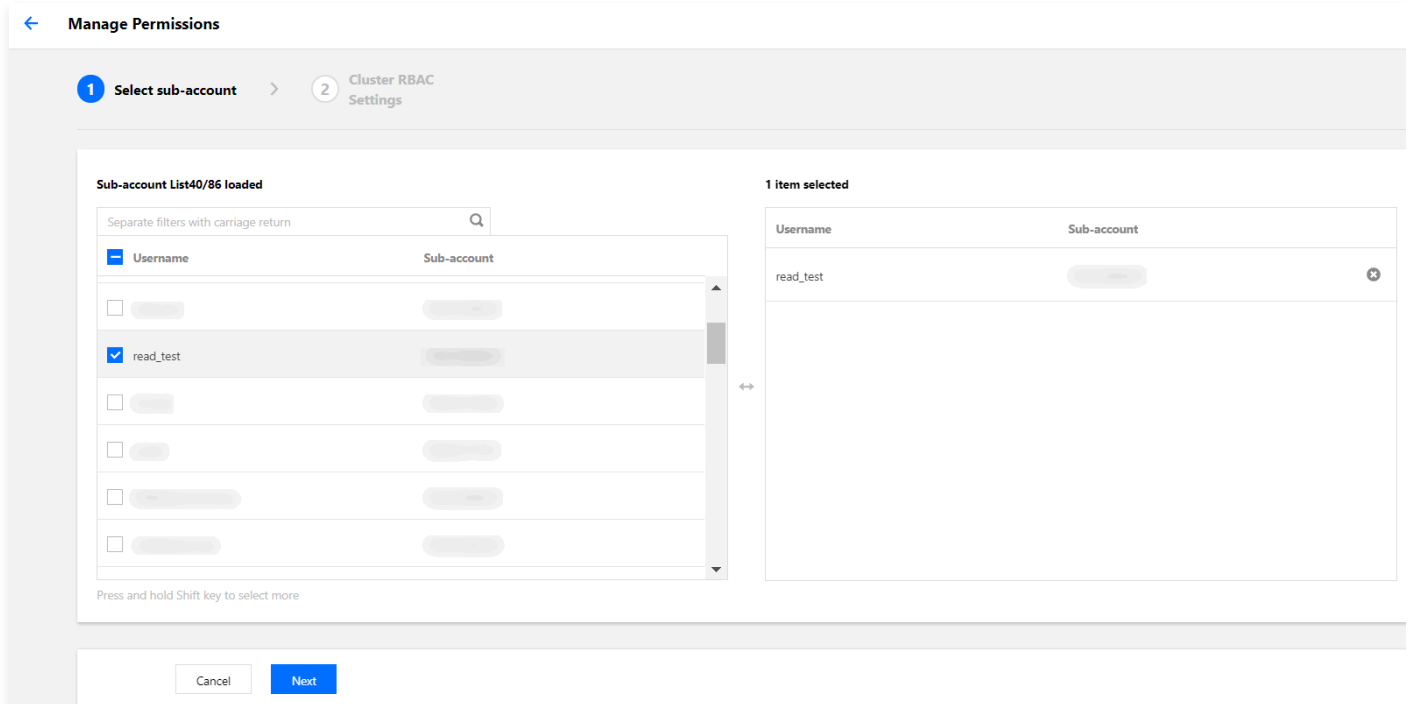 Manage Permissions
1 Select sub-account
2 Cluster RBAC
Settings
Sub-account List40/86 loaded
Separate filters with carriage return
Username Sub-account
read_test
Press and hold Shift key to select more
1 item selected
Username Sub-account
read_test
Cancel Next